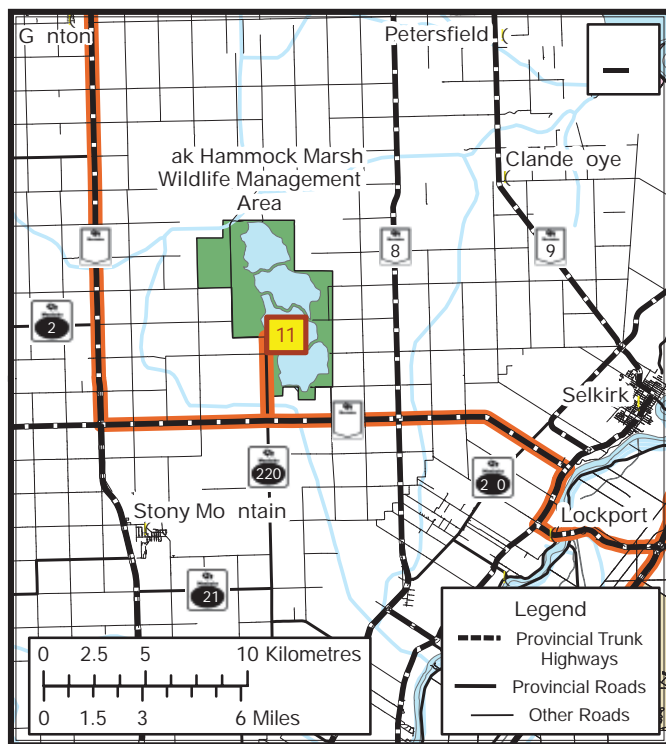 G nton
Petersfield
ak Hammock Marsh
Wildlife Management
Area
Clande oye
8
9
2
11
Selkirk
220
2 0
Stony Mo ntain
Lockport
21
Legend
Provincial Trunk
Highways
Provincial Roads
Other Roads
0 2.5 5 10 Kilometres
0 1.5 3 6 Miles